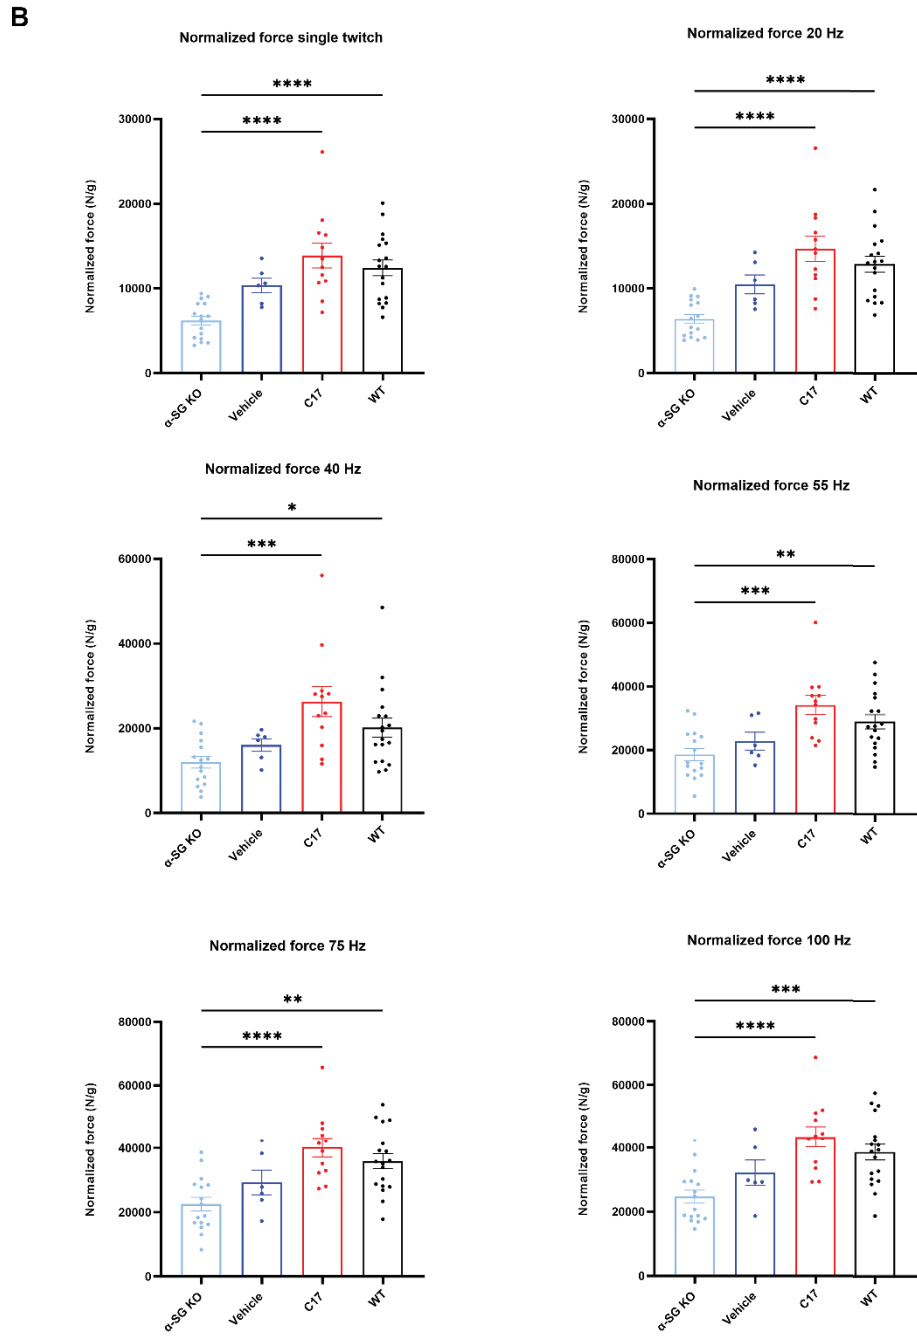 B
Normalized force single twitch
****
****
30000
20000
10000
0
Normalized force (N/g)
α-SG KO
Vehicle
C17
WT
Normalized force 20 Hz
****
****
30000
20000
10000
0
Normalized force (N/g)
α-SG KO
Vehicle
C17
WT
Normalized force 40 Hz
*
***
60000
40000
20000
0
Normalized force (N/g)
α-SG KO
Vehicle
C17
WT
Normalized force 55 Hz
**
***
80000
60000
40000
20000
0
Normalized force (N/g)
α-SG KO
Vehicle
C17
WT
Normalized force 75 Hz
**
****
80000
60000
40000
20000
0
Normalized force (N/g)
α-SG KO
Vehicle
C17
WT
Normalized force 100 Hz
***
****
80000
60000
40000
20000
0
Normalized force (N/g)
α-SG KO
Vehicle
C17
WT